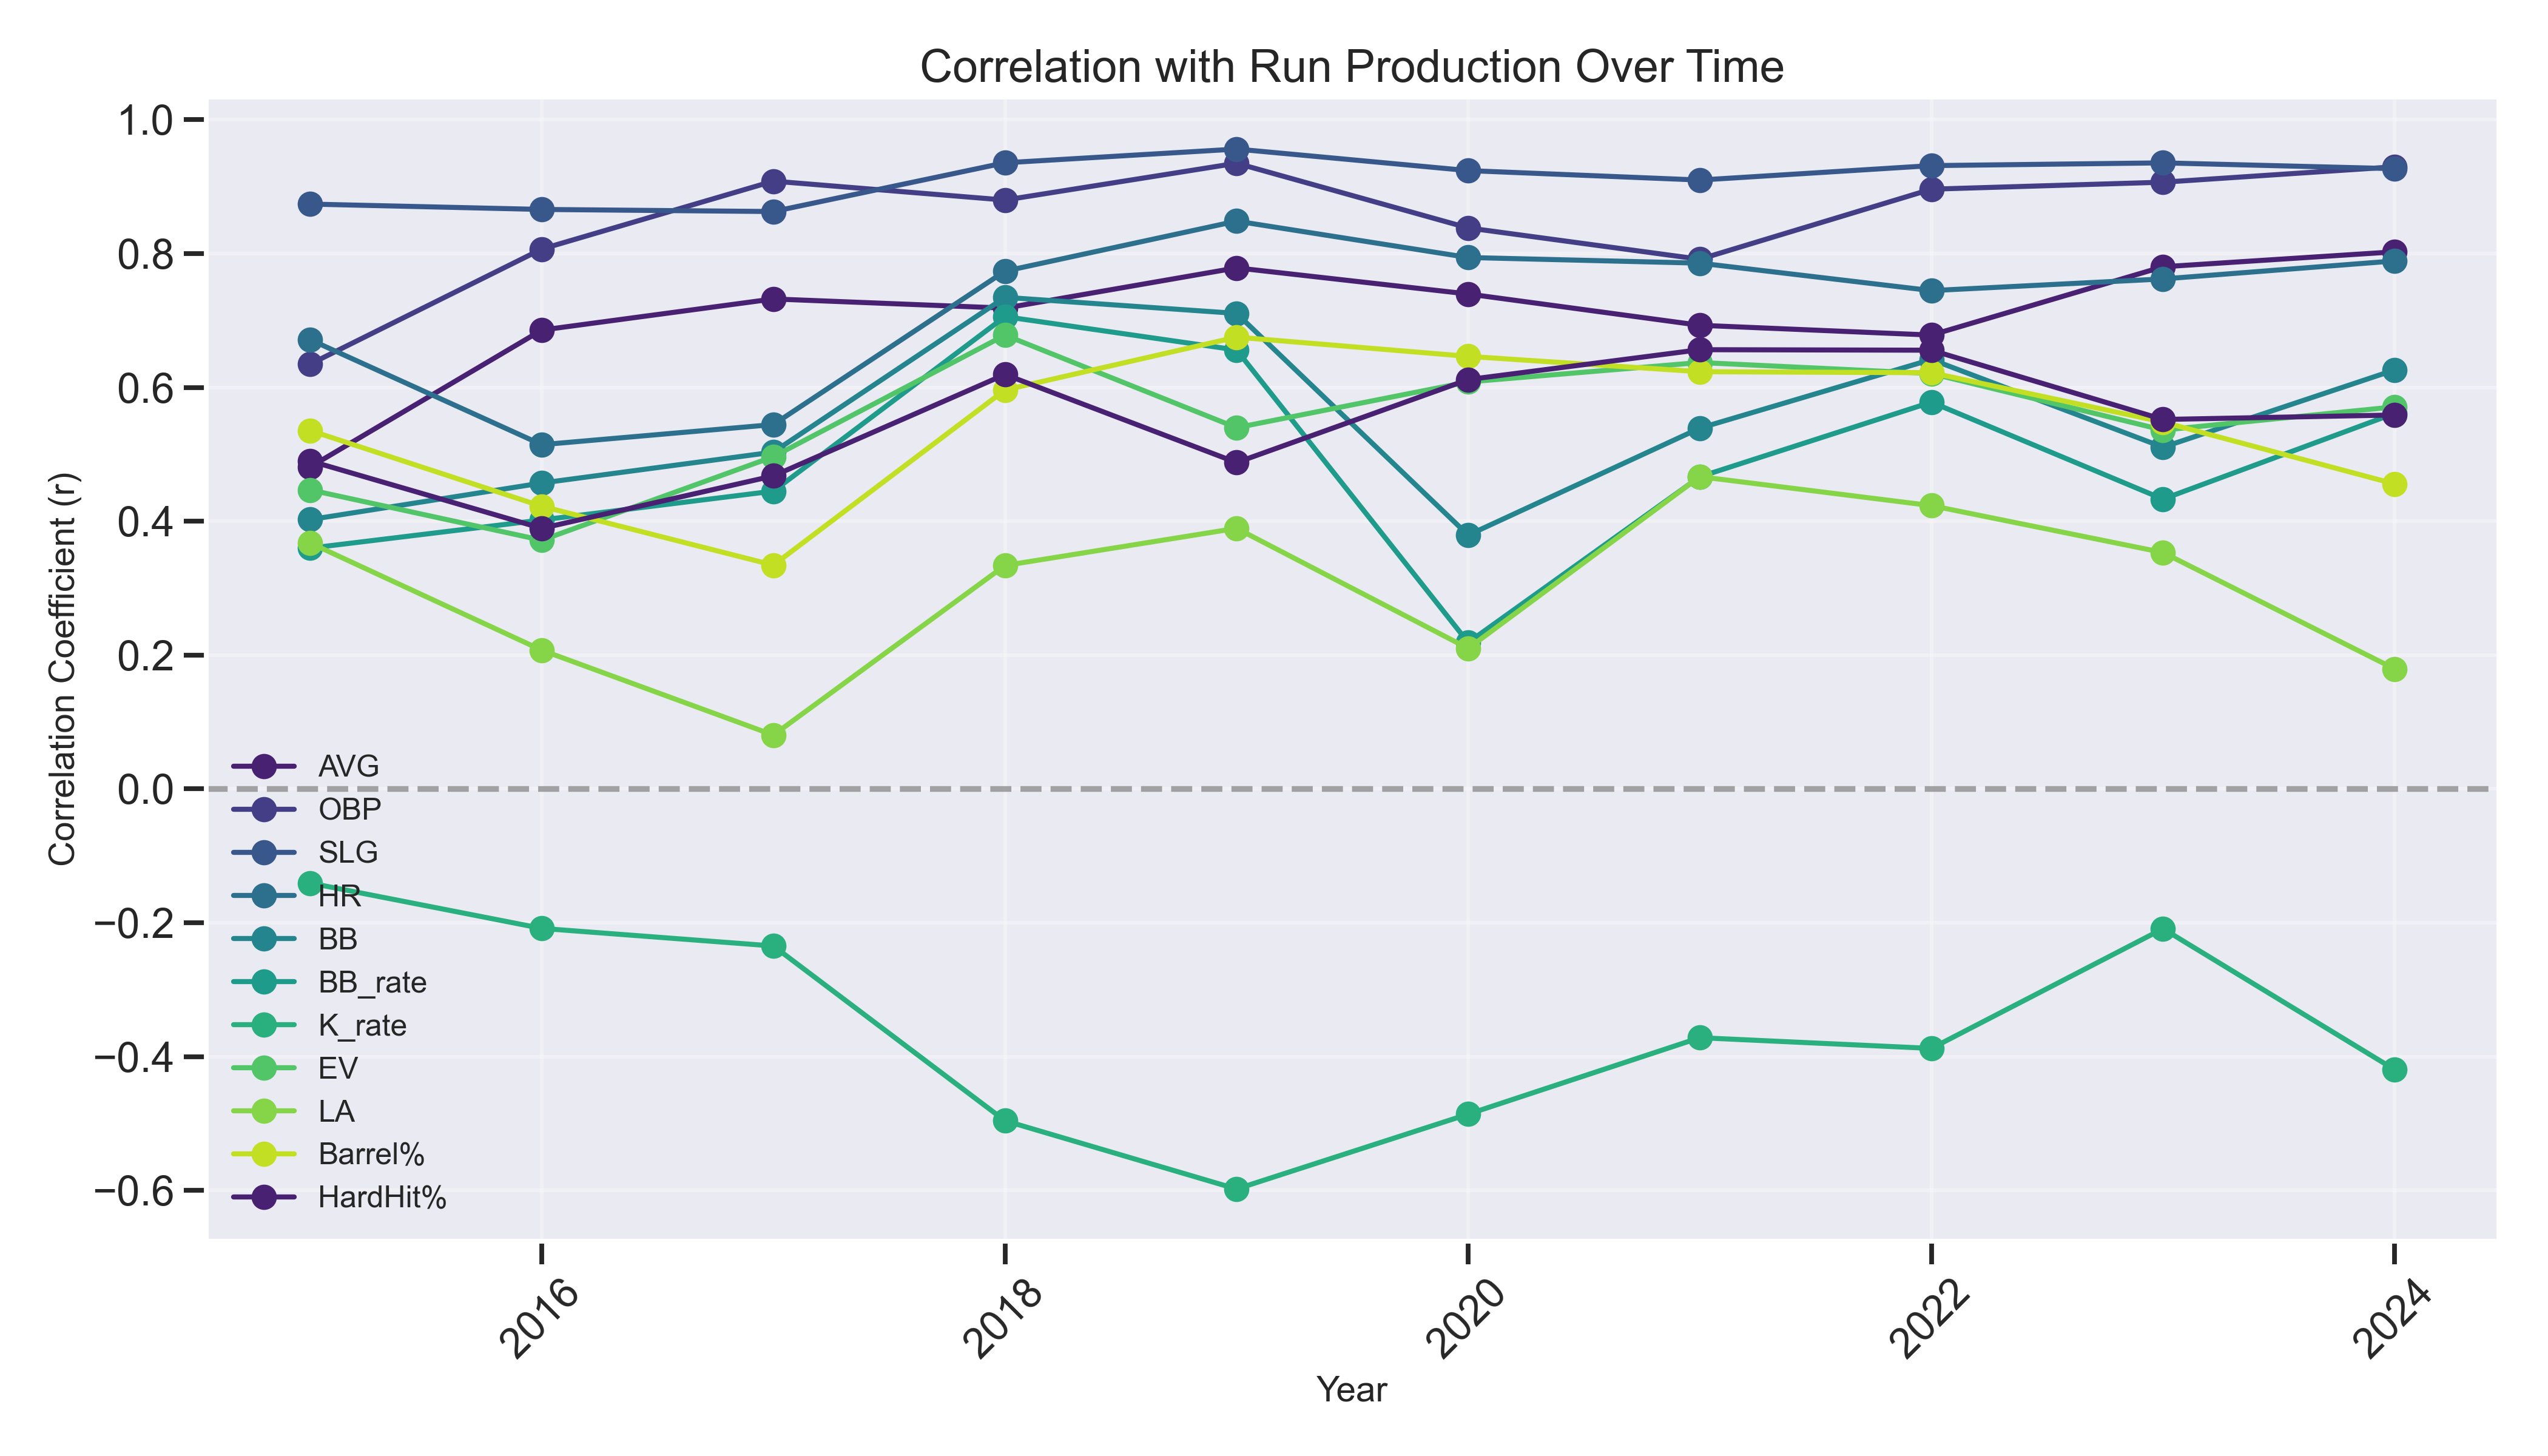 Correlation with Run Production Over Time
Correlation Coefficient (r)
1.0
0.8
0.6
0.4
0.2
0.0
−0.2
−0.4
−0.6
AVG
OBP
SLG
HR
BB
BB_rate
K_rate
EV
LA
Barrel%
HardHit%
2016
2018
2020
2022
2024
Year